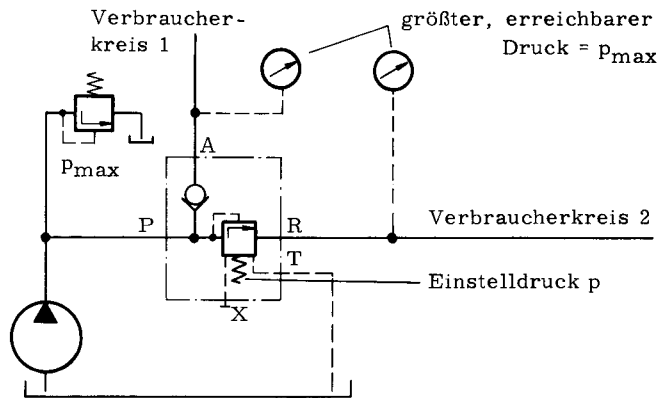 Verbraucher-
kreis 1
größter, erreichbarer
Druck = pmax
pmax
A
P
R
Verbraucherkreis 2
T
Einstelldruck p
X